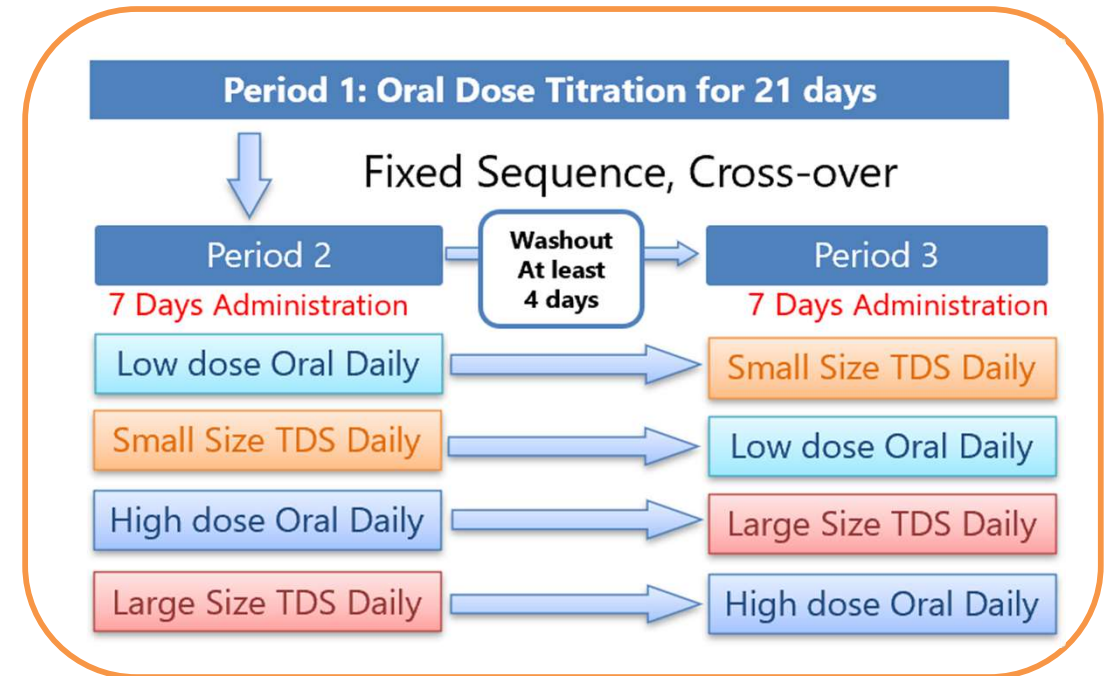 Period 1: Oral Dose Titration for 21 days
Fixed Sequence, Cross-over
Period 2
Washout
At least
4 days
Period 3
7 Days Administration
7 Days Administration
Low dose Oral Daily
Small Size TDS Daily
Small Size TDS Daily
Low dose Oral Daily
High dose Oral Daily
Large Size TDS Daily
Large Size TDS Daily
High dose Oral Daily